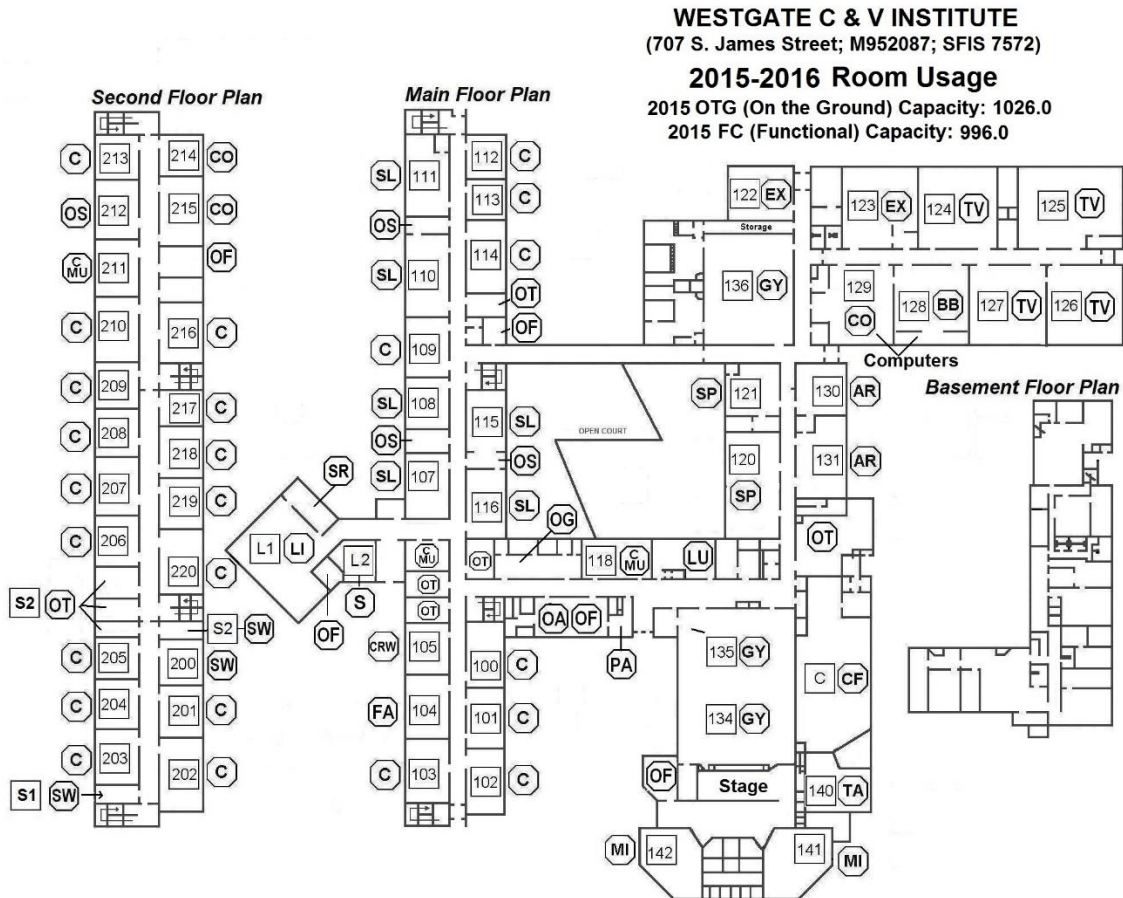 WESTGATE C & V INSTITUTE
(707 S. James Street; M952087; SFIS 7572)
2015-2016 Room Usage
2015 OTG (On the Ground) Capacity: 1026.0
2015 FC (Functional) Capacity: 996.0
Second Floor Plan
C 213
214 CO
OS 212
215 CO
C MU 211
OF
C 210
216 C
C 209
217 C
C 208
218 C
C 207
219 C
C 206
220 C
S2 OT
S2 SW
C 205
200 SW
C 204
201 C
C 203
202 C
S1 SW
Main Floor Plan
SL 111
112 C
113 C
OS
114 C
SL 110
OT
OF
C 109
SL 108
115 SL
OS
OS
SL 107
116 SL
SR
L1 LI
L2
S
OF
C MU
OT
OT
OT
OG
118 C MU
LU
CRW 105
OA OF
PA
100 C
FA 104
101 C
C 103
102 C
122 EX
Storage
136 GY
123 EX
124 TV
125 TV
129
CO
128 BB
127 TV
126 TV
Computers
OPEN COURT
SP 121
130 AR
120
SP
131 AR
OT
135 GY
134 GY
C CF
OF
Stage
140 TA
MI 142
141 MI
Basement Floor Plan